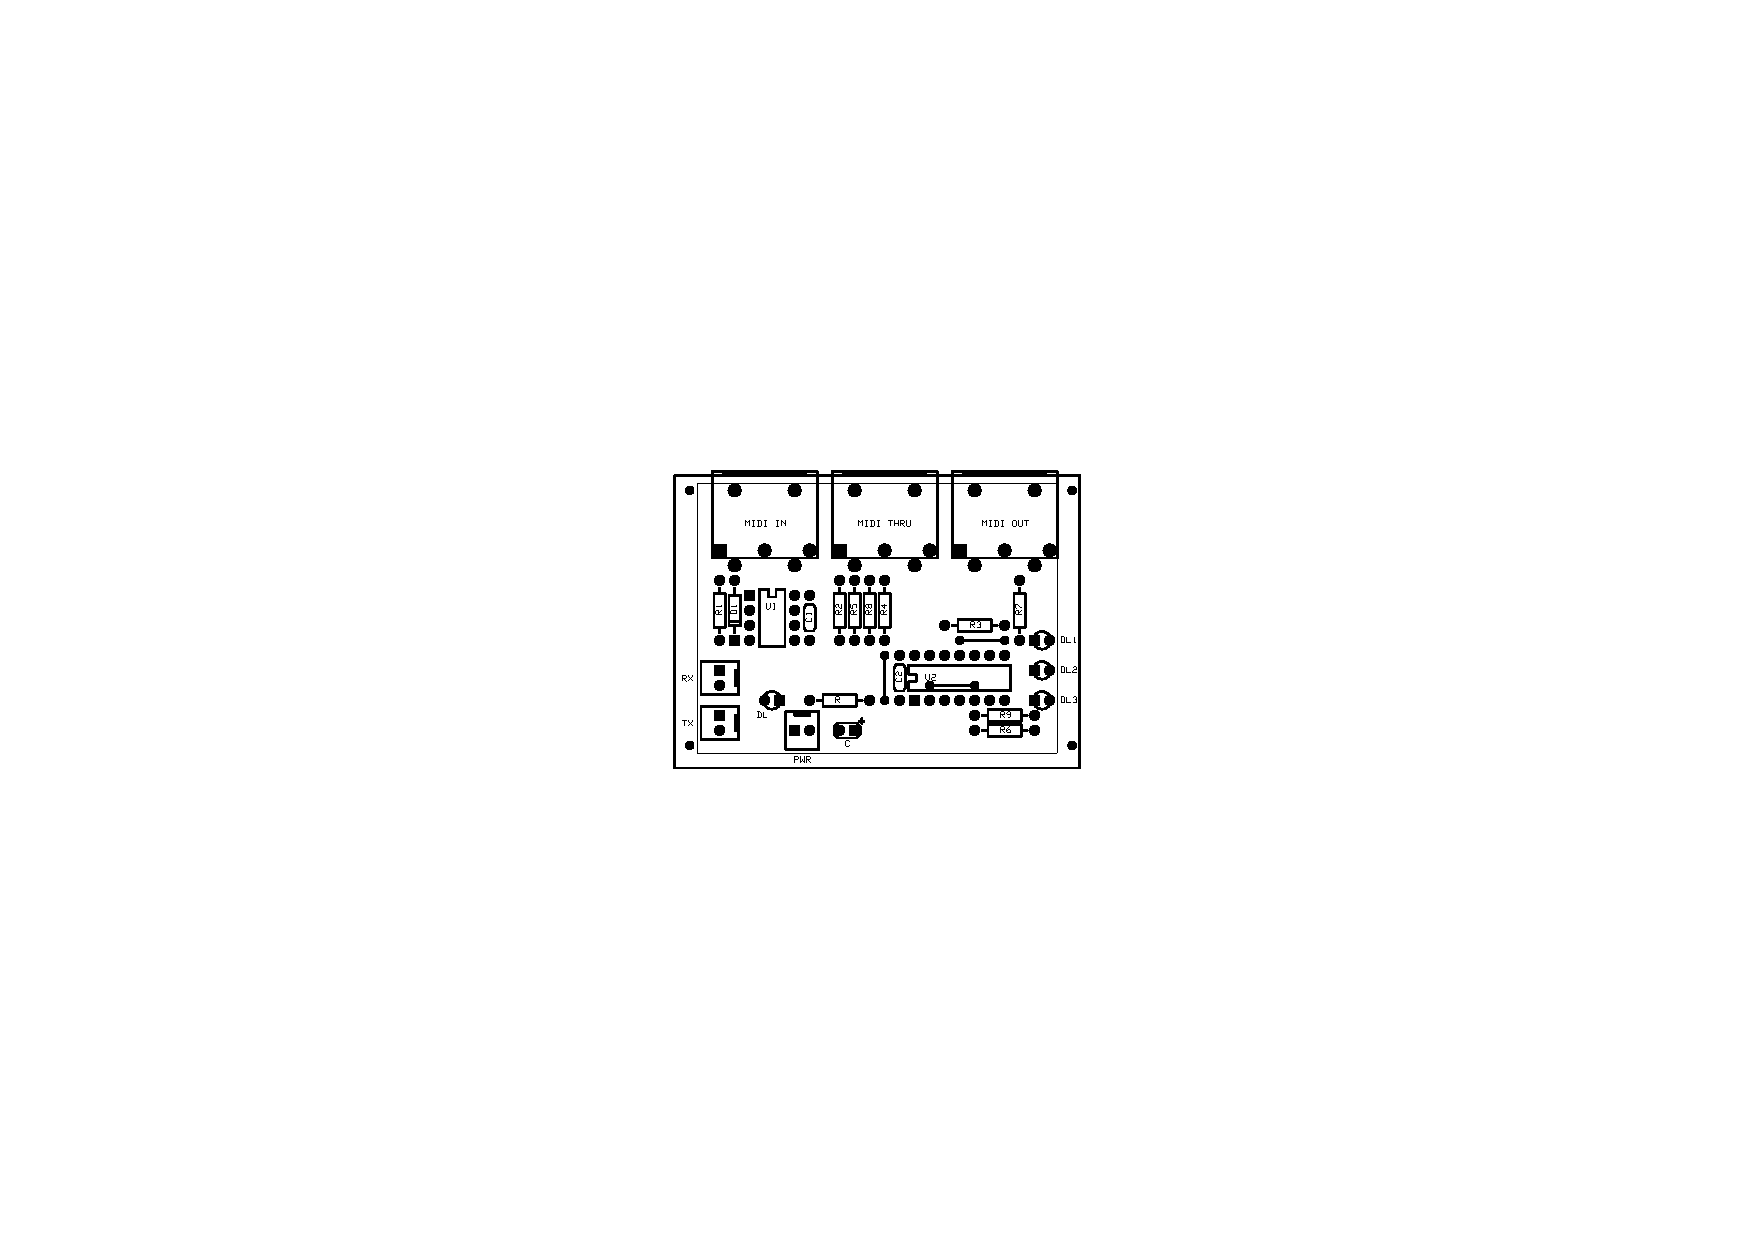 MIDI IN MIDI THRU MIDI OUT
R1 D1 U1 C1 R2 R5 R8 R4 R7
R3
DL1
RX C2 U2 DL2
DL R DL3
TX R9
C R6
PWR